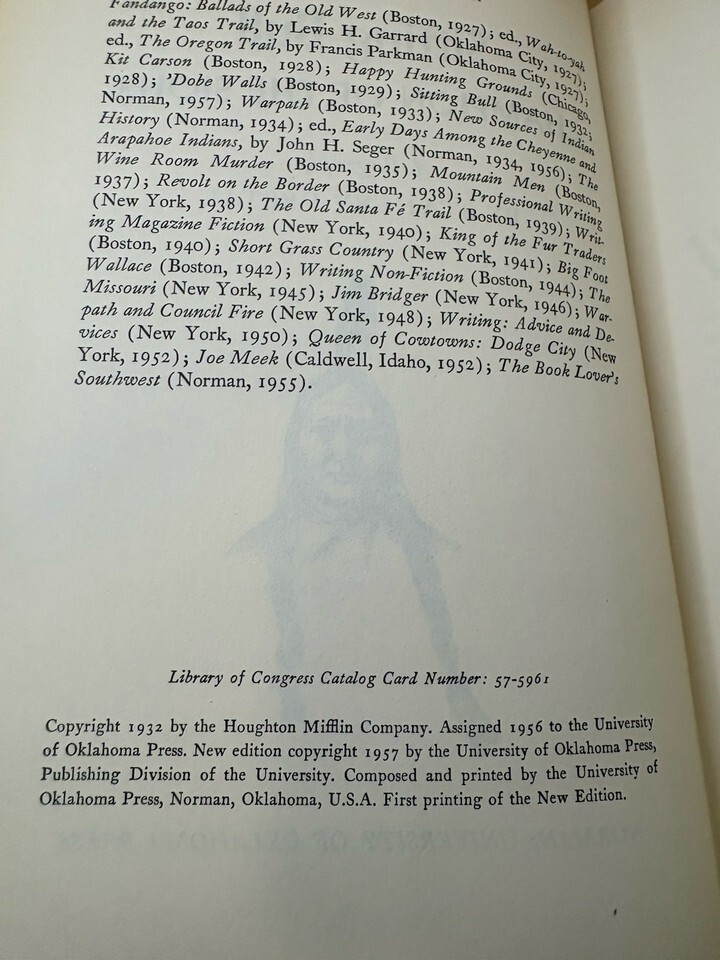 Fandango: Ballads of the Old West (Boston, 1927); ed., Wah-to-yah
and the Taos Trail, by Lewis H. Garrard (Oklahoma City, 1927);
ed., The Oregon Trail, by Francis Parkman (Oklahoma City, 1927);
Kit Carson (Boston, 1928); Happy Hunting Grounds (Chicago,
1928); 'Dobe Walls (Boston, 1929); Sitting Bull (Boston, 1932;
Norman, 1957); Warpath (Boston, 1933); New Sources of Indian
History (Norman, 1934); ed., Early Days Among the Cheyenne and
Arapahoe Indians, by John H. Seger (Norman, 1934, 1956); The
Wine Room Murder (Boston, 1935); Mountain Men (Boston,
1937); Revolt on the Border (Boston, 1938); Professional Writing
(New York, 1938); The Old Santa Fé Trail (Boston, 1939); Writ-
ing Magazine Fiction (New York, 1940); King of the Fur Traders
(Boston, 1940); Short Grass Country (New York, 1941); Big Foot
Wallace (Boston, 1942); Writing Non-Fiction (Boston, 1944); The
Missouri (New York, 1945); Jim Bridger (New York, 1946); War-
path and Council Fire (New York, 1948); Writing: Advice and De-
vices (New York, 1950); Queen of Cowtowns: Dodge City (New
York, 1952); Joe Meek (Caldwell, Idaho, 1952); The Book Lover's
Southwest (Norman, 1955).
Library of Congress Catalog Card Number: 57-5961
Copyright 1932 by the Houghton Mifflin Company. Assigned 1956 to the University
of Oklahoma Press. New edition copyright 1957 by the University of Oklahoma Press,
Publishing Division of the University. Composed and printed by the University of
Oklahoma Press, Norman, Oklahoma, U.S.A. First printing of the New Edition.